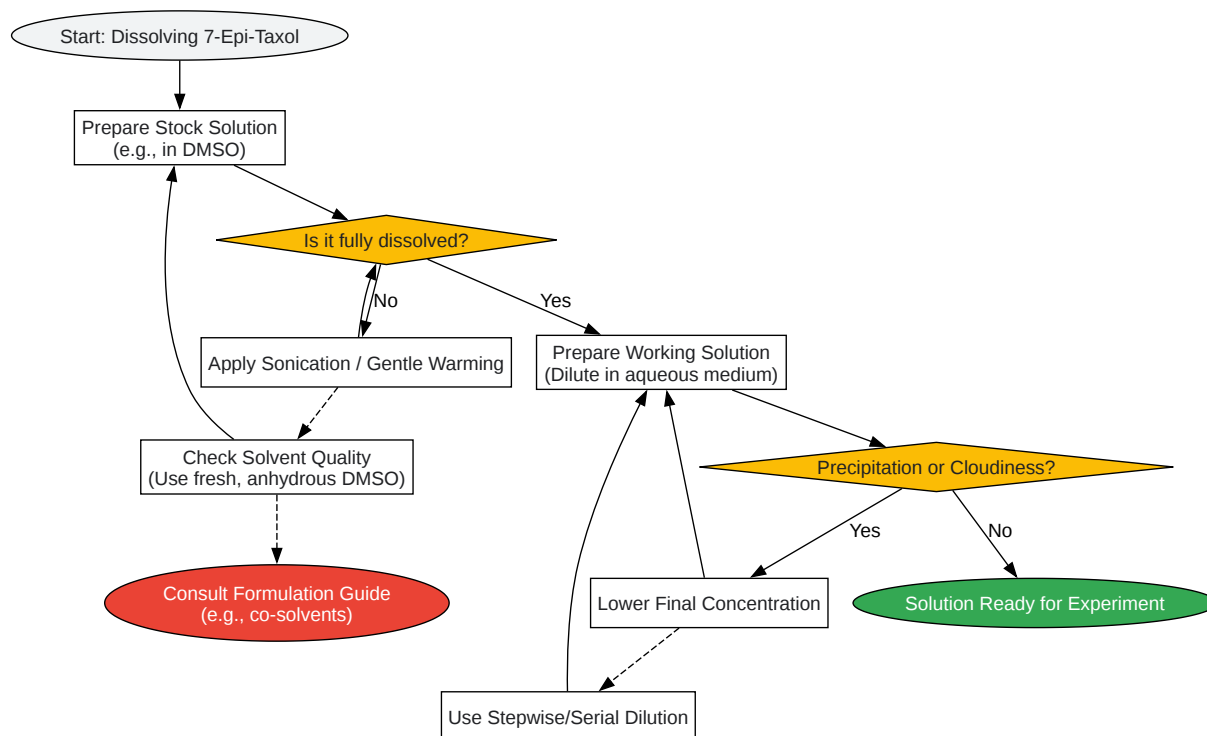 Start: Dissolving 7-Epi-Taxol
Prepare Stock Solution
(e.g., in DMSO)
Is it fully dissolved?
No
Yes
Apply Sonication / Gentle Warming
Prepare Working Solution
(Dilute in aqueous medium)
Check Solvent Quality
(Use fresh, anhydrous DMSO)
Precipitation or Cloudiness?
Yes
No
Consult Formulation Guide
(e.g., co-solvents)
Lower Final Concentration
Solution Ready for Experiment
Use Stepwise/Serial Dilution